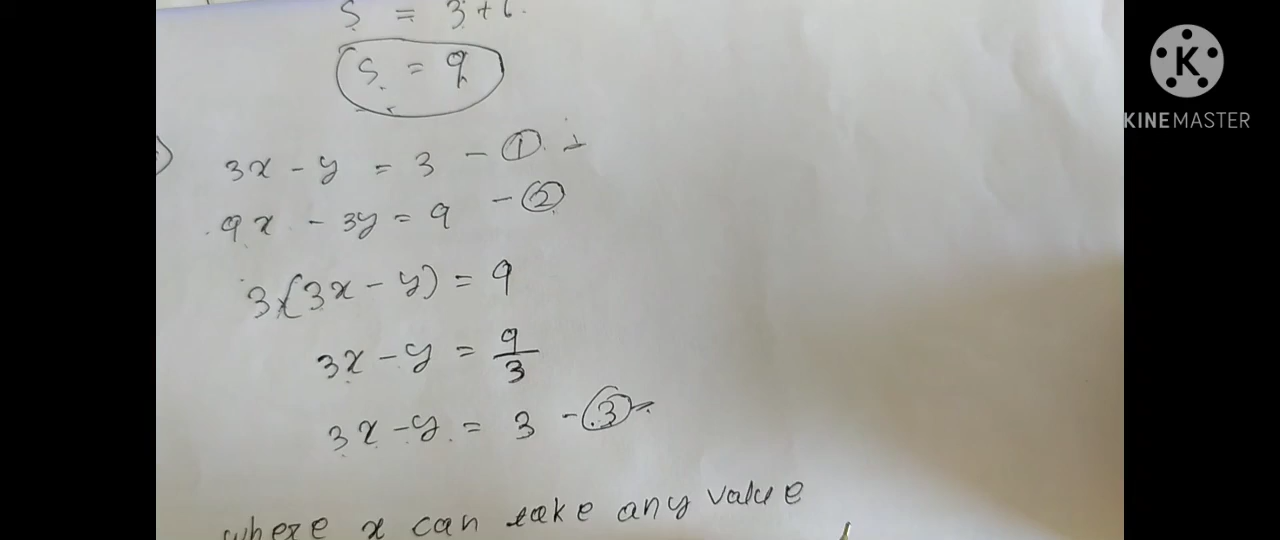 S = 3+6.
S = 9
3x - y = 3 - ①
9x - 3y = 9 - ②
3(3x - y) = 9
3x - y = 9/3
3x - y = 3 - ③
where x can take any value
K
KINEMASTER